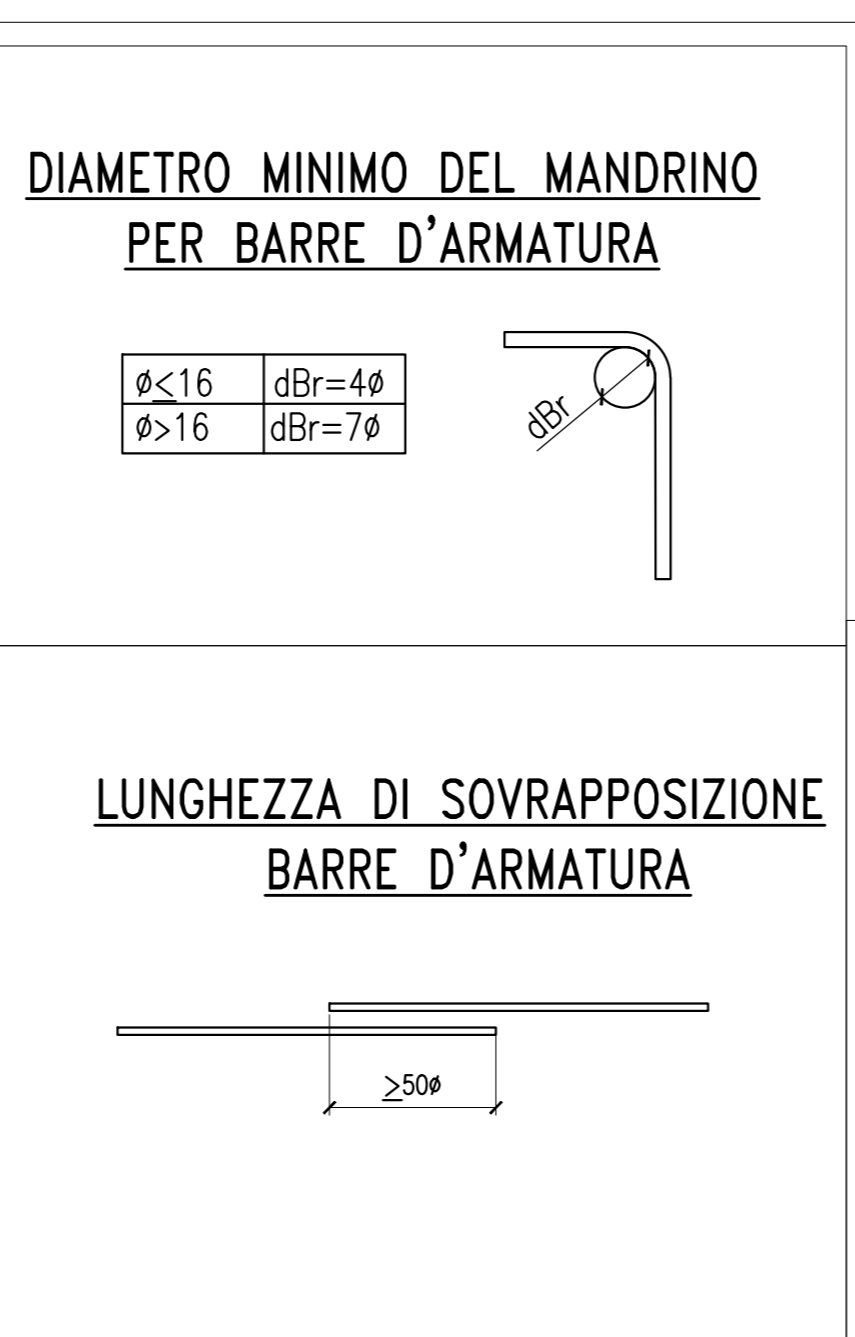 DIAMETRO MINIMO DEL MANDRINO
PER BARRE D'ARMATURA
ø≤16 dBr=4ø
ø>16 dBr=7ø
dBr
LUNGHEZZA DI SOVRAPPOSIZIONE
BARRE D'ARMATURA
≥50ø